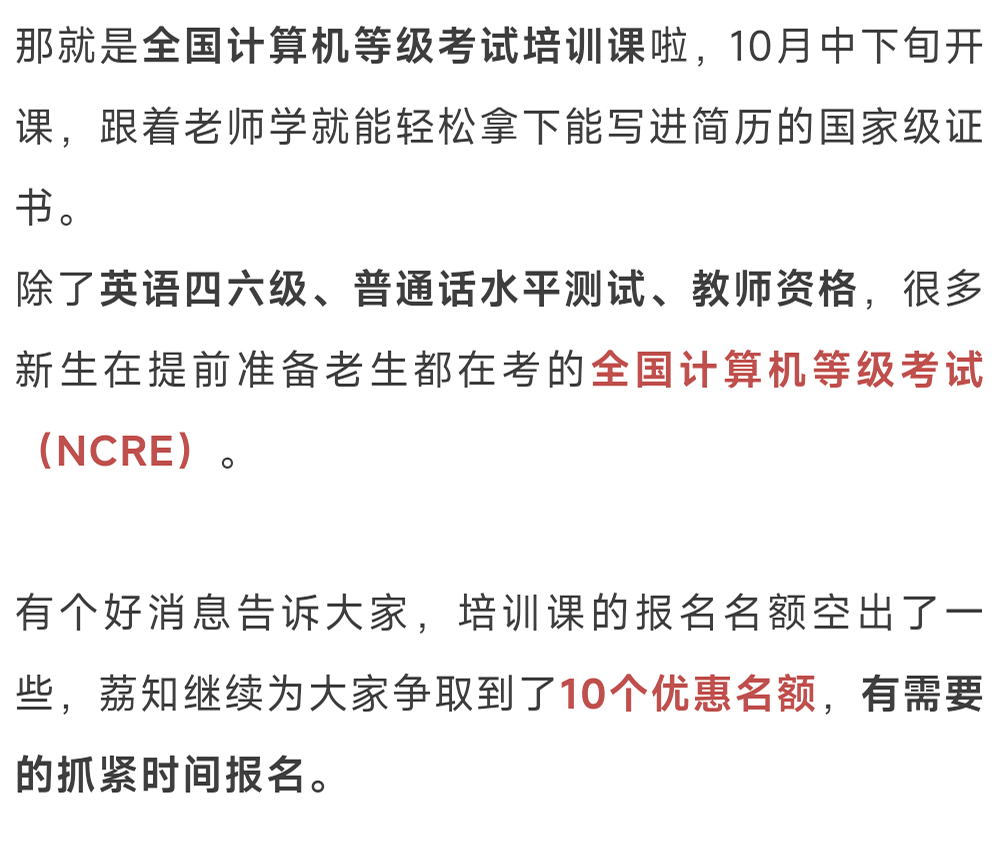 那就是全国计算机等级考试培训课啦，10月中下旬开
课，跟着老师学就能轻松拿下能写进简历的国家级证
书。
除了英语四六级、普通话水平测试、教师资格，很多
新生在提前准备老生都在考的全国计算机等级考试
（NCRE）。
有个好消息告诉大家，培训课的报名名额空出了一
些，荔知继续为大家争取到了10个优惠名额，有需要
的抓紧时间报名。